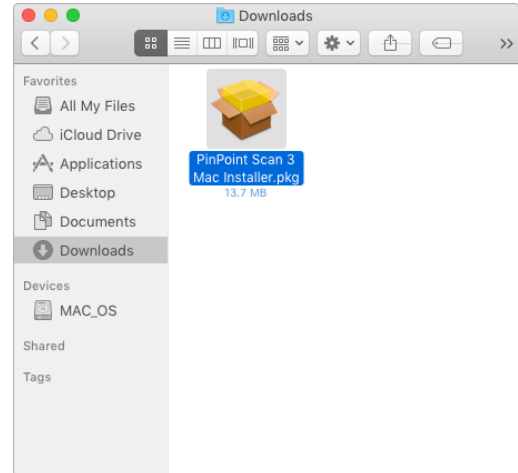 Downloads
Favorites
All My Files
iCloud Drive
Applications
Desktop
Documents
Downloads
Devices
MAC_OS
Shared
Tags
PinPoint Scan 3
Mac Installer.pkg
13.7 MB